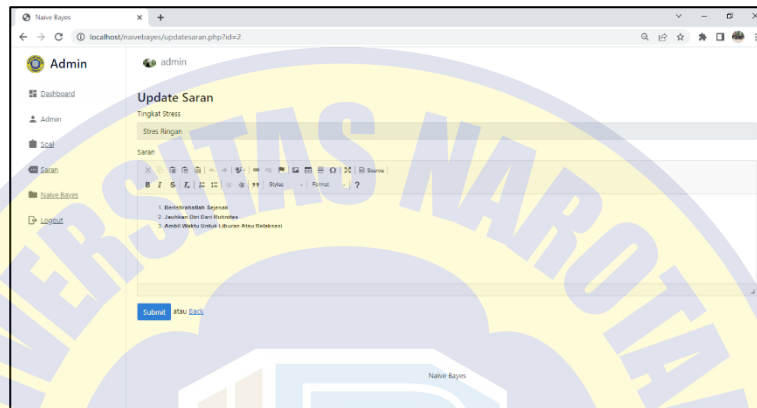 Naive Bayes
localhost/naivebayes/updatesaran.php?id=2
Admin
admin
Dashboard
Admin
Soal
Saran
Naive Bayes
Logout
Update Saran
Tingkat Stress
Stres Ringan
Saran
Source
B I S Ix Styles Format ?
1. Beristirahatlah Sejenak
2. Jauhkan Diri Dari Rutinitas
3. Ambil Waktu Untuk Liburan Atau Relaksasi
Submit atau Back
Naive Bayes